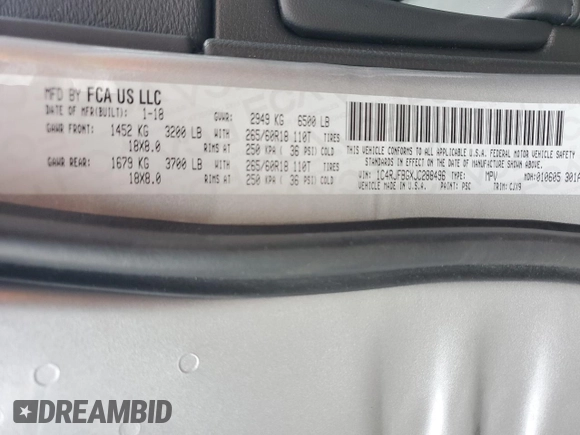 MFD BY FCA US LLC
DATE OF MFR(BUILT): 1-18 GVWR: 2949 KG 6500 LB
GAWR FRONT: 1452 KG 3200 LB WITH 265/60R18 110T TIRES
18X8.0 RIMS AT 250 KPA ( 36 PSI) COLD
GAWR REAR: 1679 KG 3700 LB WITH 265/60R18 110T TIRES
18X8.0 RIMS AT 250 KPA ( 36 PSI) COLD
THIS VEHICLE CONFORMS TO ALL APPLICABLE U.S.A. FEDERAL MOTOR VEHICLE SAFETY
STANDARDS IN EFFECT ON THE DATE OF MANUFACTURE SHOWN ABOVE.
VIN: 1C4RJFBGXJC288496 TYPE: MPV MDH: 010605 301A
VEHICLE MADE IN U.S.A. PAINT: PSC TRIM: CJX9
DREAMBID